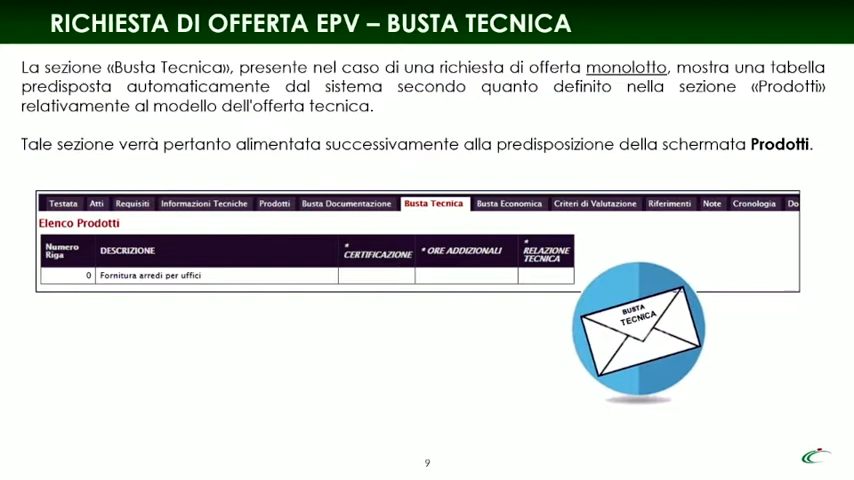 RICHIESTA DI OFFERTA EPV – BUSTA TECNICA
La sezione «Busta Tecnica», presente nel caso di una richiesta di offerta monolotto, mostra una tabella
predisposta automaticamente dal sistema secondo quanto definito nella sezione «Prodotti»
relativamente al modello dell'offerta tecnica.
Tale sezione verrà pertanto alimentata successivamente alla predisposizione della schermata Prodotti.
Testata Atti Requisiti Informazioni Tecniche Prodotti Busta Documentazione Busta Tecnica Busta Economica Criteri di Valutazione Riferimenti Note Cronologia Do
Elenco Prodotti
Numero Riga DESCRIZIONE * CERTIFICAZIONE * ORE ADDIZIONALI * RELAZIONE TECNICA
0 Fornitura arredi per uffici
BUSTA
TECNICA
9